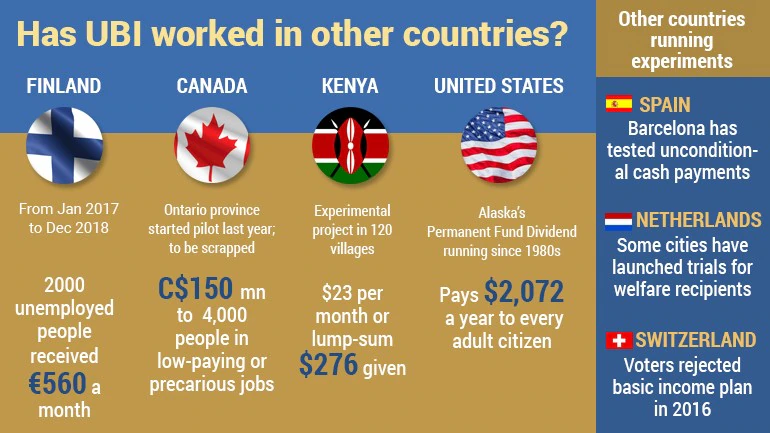 Has UBI worked in other countries?
FINLAND
From Jan 2017
to Dec 2018
2000
unemployed
people
received
€560 a
month
CANADA
Ontario province
started pilot last year;
to be scrapped
C$150 mn
to 4,000
people in
low-paying or
precarious jobs
KENYA
Experimental
project in 120
villages
$23 per
month or
lump-sum
$276 given
UNITED STATES
Alaska's
Permanent Fund Dividend
running since 1980s
Pays $2,072
a year to every
adult citizen
Other countries
running
experiments
SPAIN
Barcelona has
tested uncondition-
al cash payments
NETHERLANDS
Some cities have
launched trials for
welfare recipients
SWITZERLAND
Voters rejected
basic income plan
in 2016